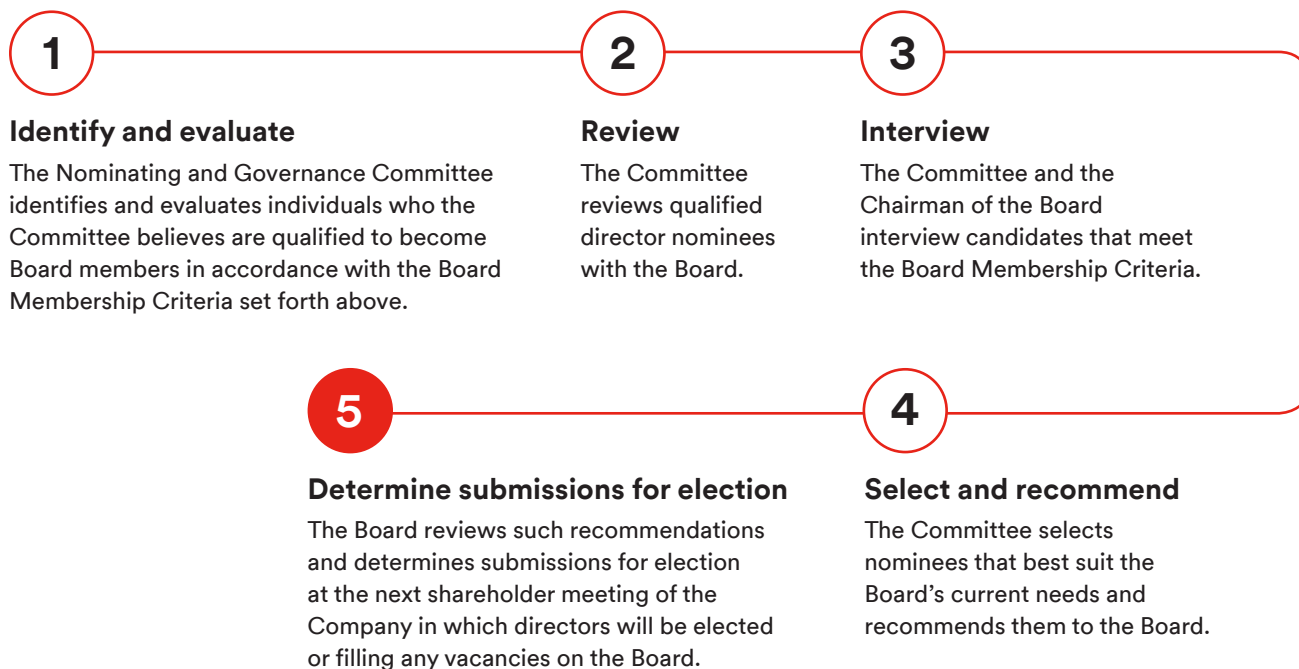 1
Identify and evaluate
The Nominating and Governance Committee
identifies and evaluates individuals who the
Committee believes are qualified to become
Board members in accordance with the Board
Membership Criteria set forth above.
2
Review
The Committee
reviews qualified
director nominees
with the Board.
3
Interview
The Committee and the
Chairman of the Board
interview candidates that meet
the Board Membership Criteria.
4
Select and recommend
The Committee selects
nominees that best suit the
Board’s current needs and
recommends them to the Board.
5
Determine submissions for election
The Board reviews such recommendations
and determines submissions for election
at the next shareholder meeting of the
Company in which directors will be elected
or filling any vacancies on the Board.